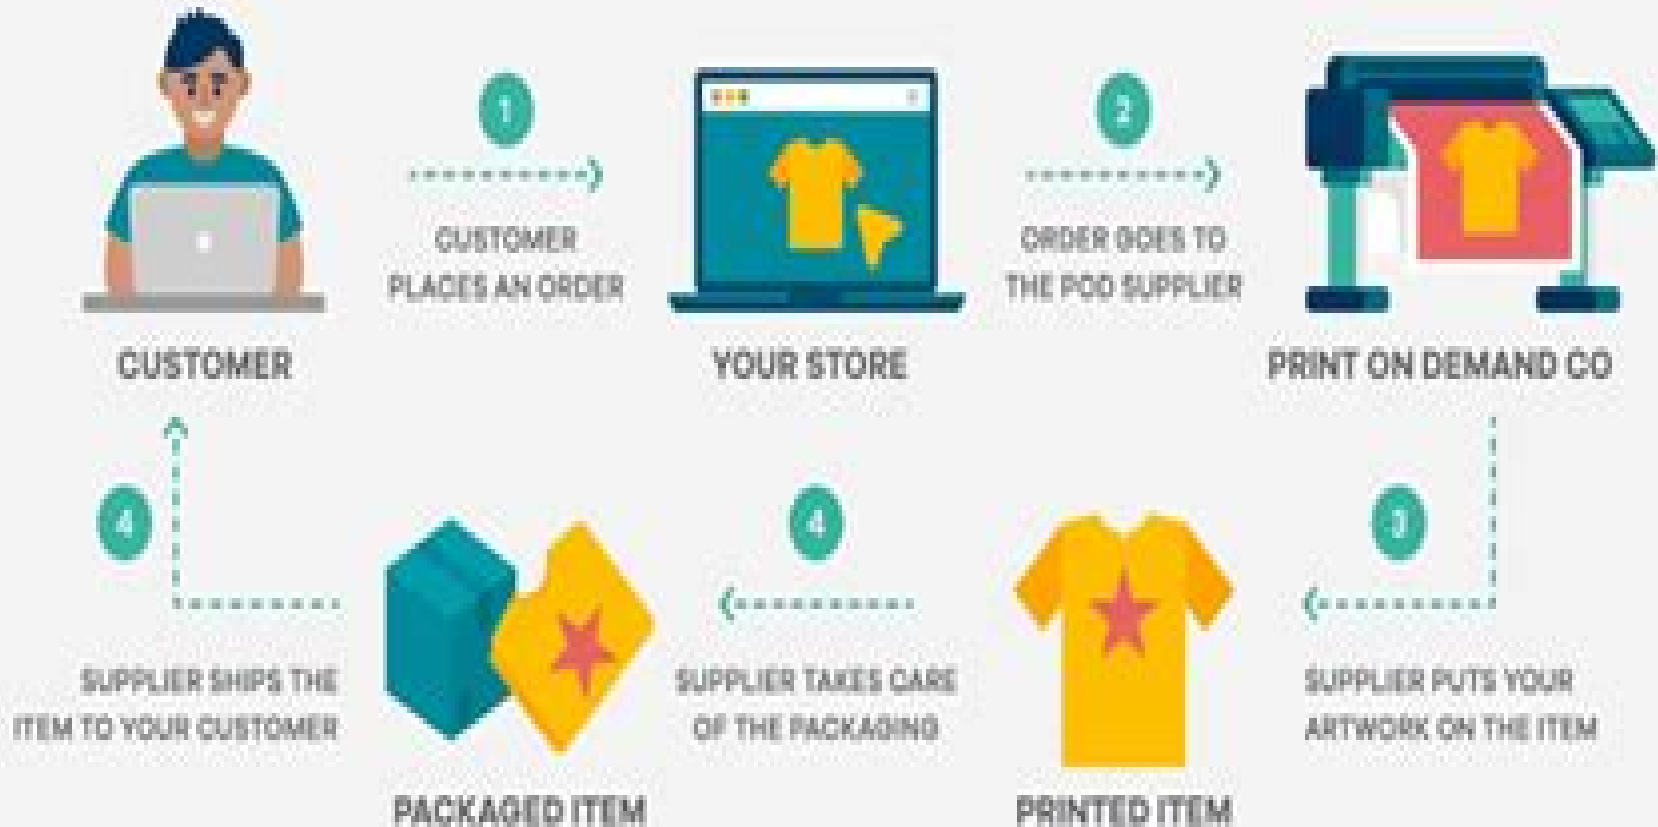 1
CUSTOMER
PLACES AN ORDER
2
ORDER GOES TO
THE POD SUPPLIER
CUSTOMER
YOUR STORE
PRINT ON DEMAND CO
3
SUPPLIER PUTS YOUR
ARTWORK ON THE ITEM
PRINTED ITEM
4
SUPPLIER TAKES CARE
OF THE PACKAGING
PACKAGED ITEM
4
SUPPLIER SHIPS THE
ITEM TO YOUR CUSTOMER